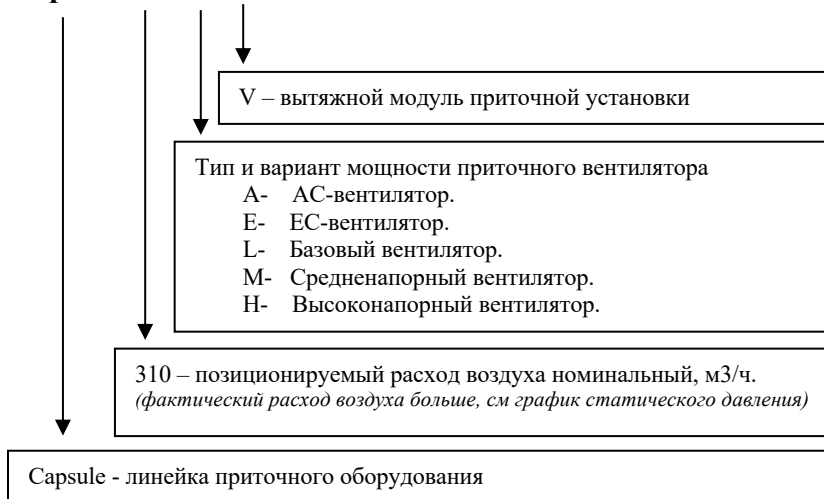 V – вытяжной модуль приточной установки
Тип и вариант мощности приточного вентилятора
А- АС-вентилятор.
Е- ЕС-вентилятор.
L- Базовый вентилятор.
М- Средненапорный вентилятор.
Н- Высоконапорный вентилятор.
310 – позиционируемый расход воздуха номинальный, м3/ч.
(фактический расход воздуха больше, см график статического давления)
Capsule - линейка приточного оборудования